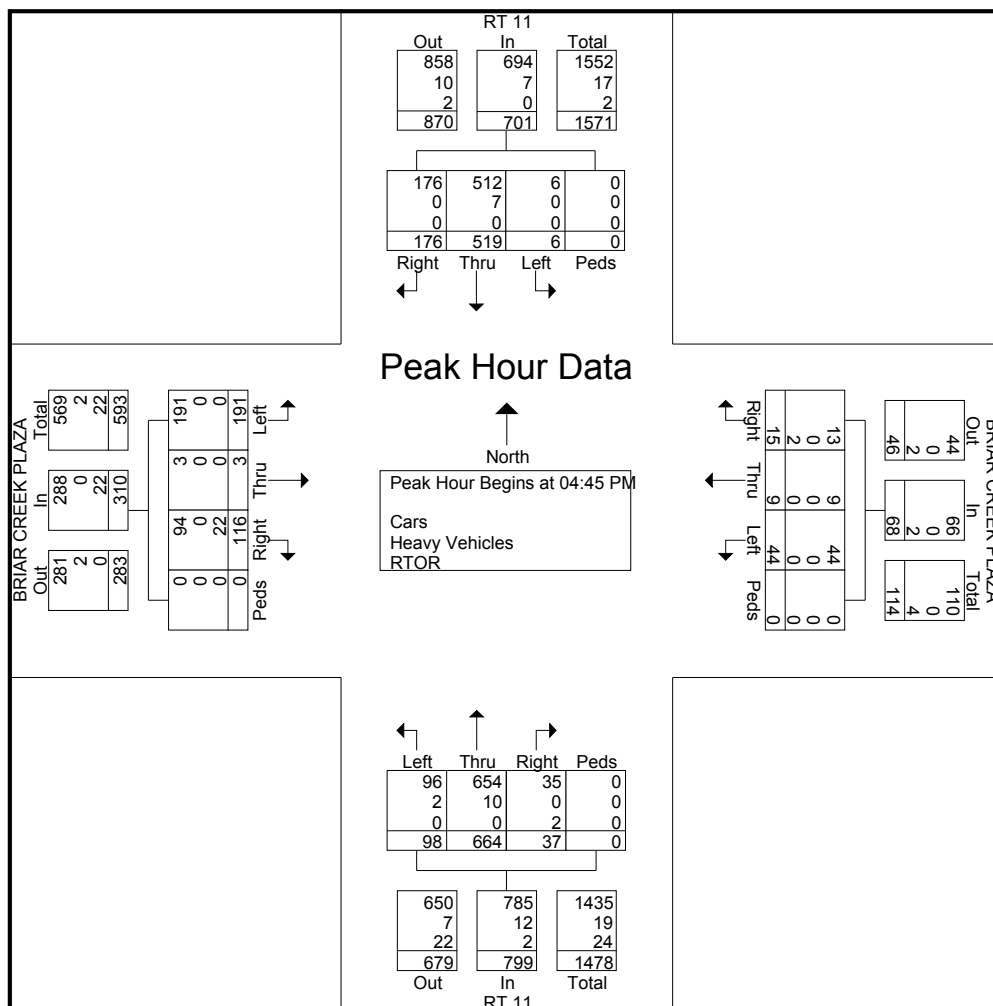 RT 11
Out In Total
858 694 1552
10 7 17
2 0 2
870 701 1571
176 512 6 0
0 7 0 0
0 0 0 0
176 519 6 0
Right Thru Left Peds
BRIAR CREEK PLAZA
Out In Total
281 288 569
2 0 2
0 22 22
283 310 593
0 94 3 191
0 0 0 0
0 22 0 0
0 116 3 191
Peds Right Thru Left
Peak Hour Data
North
Peak Hour Begins at 04:45 PM
Cars
Heavy Vehicles
RTOR
BRIAR CREEK PLAZA
Out In Total
44 66 110
0 0 0
2 2 4
46 68 114
13 9 44 0
0 0 0 0
2 0 0 0
15 9 44 0
Right Thru Left Peds
Left Thru Right Peds
96 654 35 0
2 10 0 0
0 0 2 0
98 664 37 0
650 785 1435
7 12 19
22 2 24
679 799 1478
Out In Total
RT 11